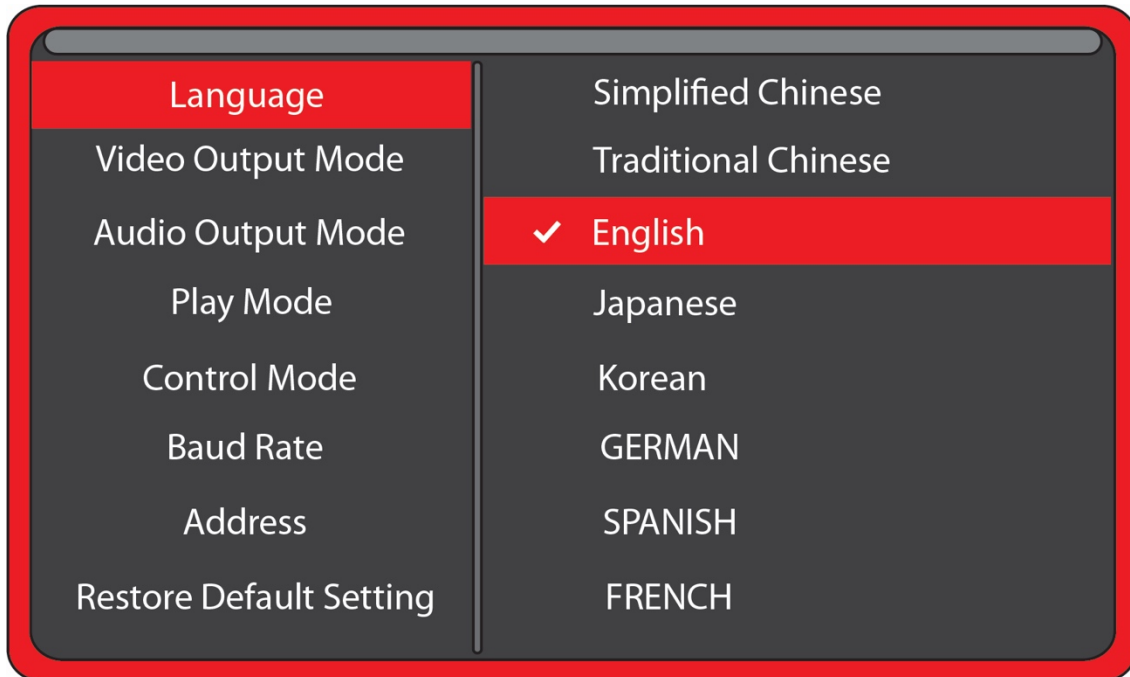 Language
Video Output Mode
Audio Output Mode
Play Mode
Control Mode
Baud Rate
Address
Restore Default Setting
Simplified Chinese
Traditional Chinese
English
Japanese
Korean
GERMAN
SPANISH
FRENCH